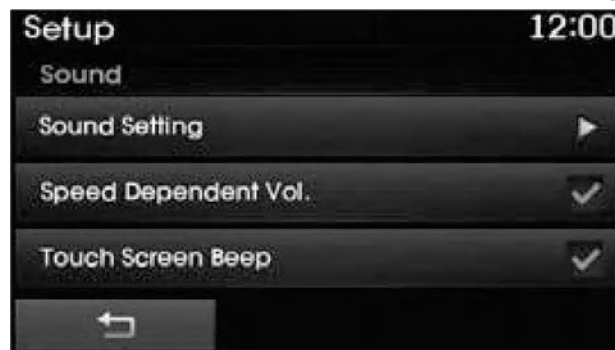 Setup 12:00
Sound
Sound Setting
Speed Dependent Vol.
Touch Screen Beep